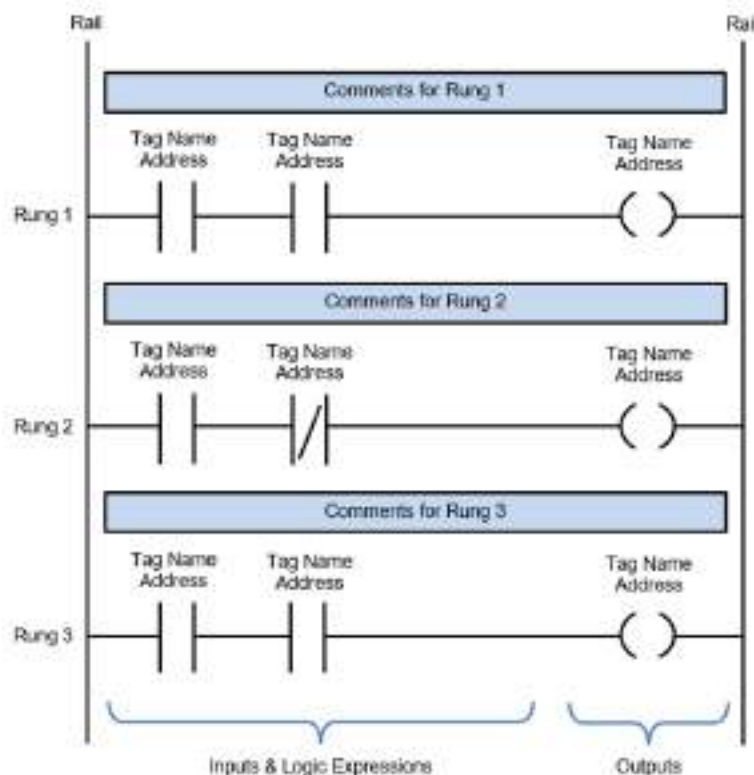 Rail
Rai
Comments for Rung 1
Tag Name
Address
Tag Name
Address
Tag Name
Address
Rung 1
Comments for Rung 2
Tag Name
Address
Tag Name
Address
Tag Name
Address
Rung 2
Comments for Rung 3
Tag Name
Address
Tag Name
Address
Tag Name
Address
Rung 3
Inputs & Logic Expressions
Outputs